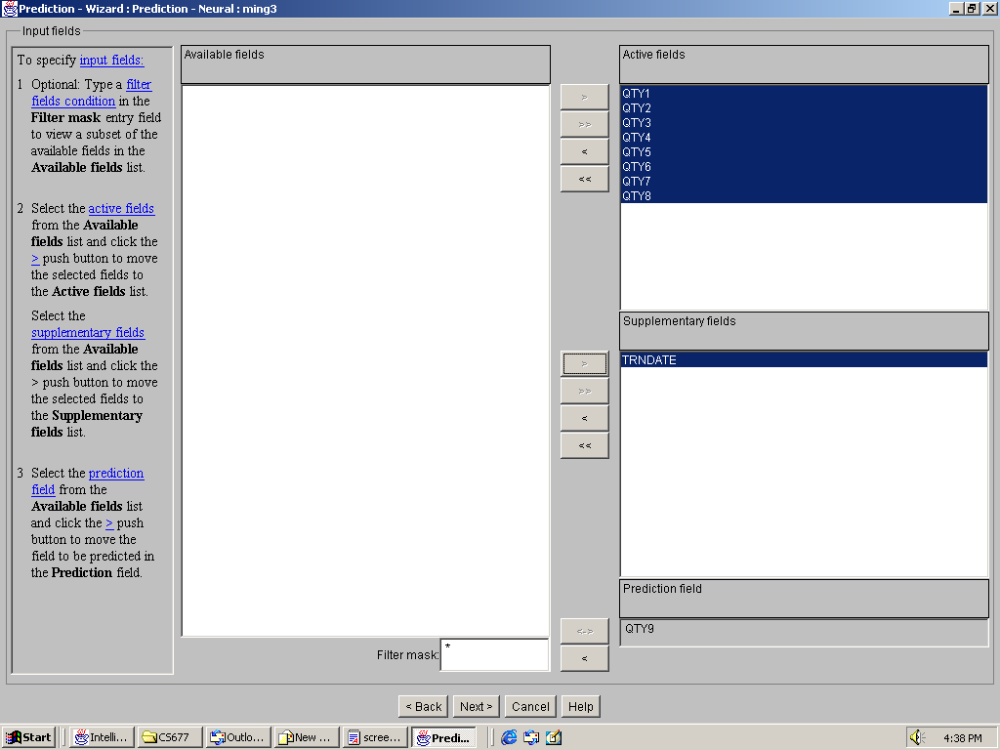 Prediction - Wizard : Prediction - Neural : ming3
Input fields
To specify input fields:
1 Optional: Type a filter
fields condition in the
Filter mask entry field
to view a subset of the
available fields in the
Available fields list.
2 Select the active fields
from the Available
fields list and click the
> push button to move
the selected fields to
the Active fields list.
Select the
supplementary fields
from the Available
fields list and click the
> push button to move
the selected fields to
the Supplementary
fields list.
3 Select the prediction
field from the
Available fields list
and click the > push
button to move the
field to be predicted in
the Prediction field.
Available fields
Filter mask: *
>
>>
<
<<
>
>>
<
<<
<->
<
Active fields
QTY1
QTY2
QTY3
QTY4
QTY5
QTY6
QTY7
QTY8
Supplementary fields
TRNDATE
Prediction field
QTY9
< Back Next > Cancel Help
Start Intelli... CS677 Outlo... New ... scree... Predi... 4:38 PM